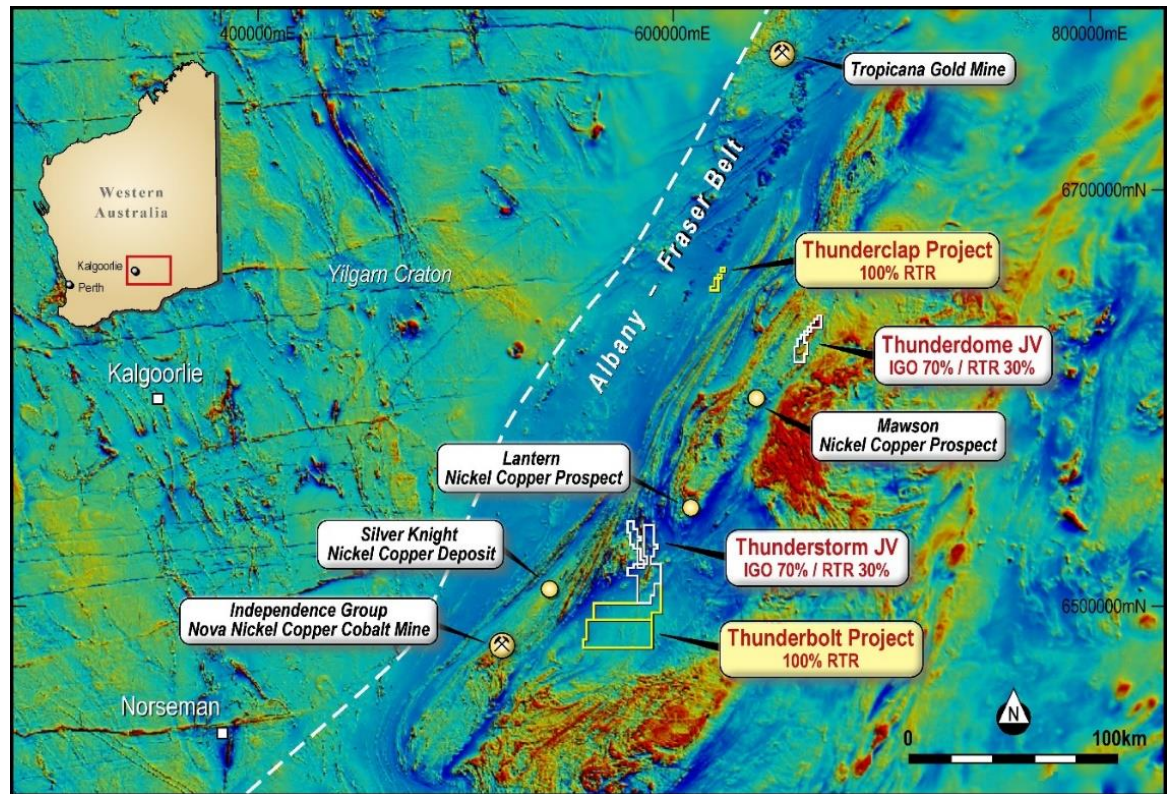 400000mE
600000mE
800000mE
Tropicana Gold Mine
Western
Australia
Kalgoorlie
Perth
6700000mN
Yilgarn Craton
Albany - Fraser Belt
Thunderclap Project
100% RTR
Thunderdome JV
IGO 70% / RTR 30%
Kalgoorlie
Mawson
Nickel Copper Prospect
Lantern
Nickel Copper Prospect
Silver Knight
Nickel Copper Deposit
Thunderstorm JV
IGO 70% / RTR 30%
Independence Group
Nova Nickel Copper Cobalt Mine
6500000mN
Thunderbolt Project
100% RTR
Norseman
N
0
100km